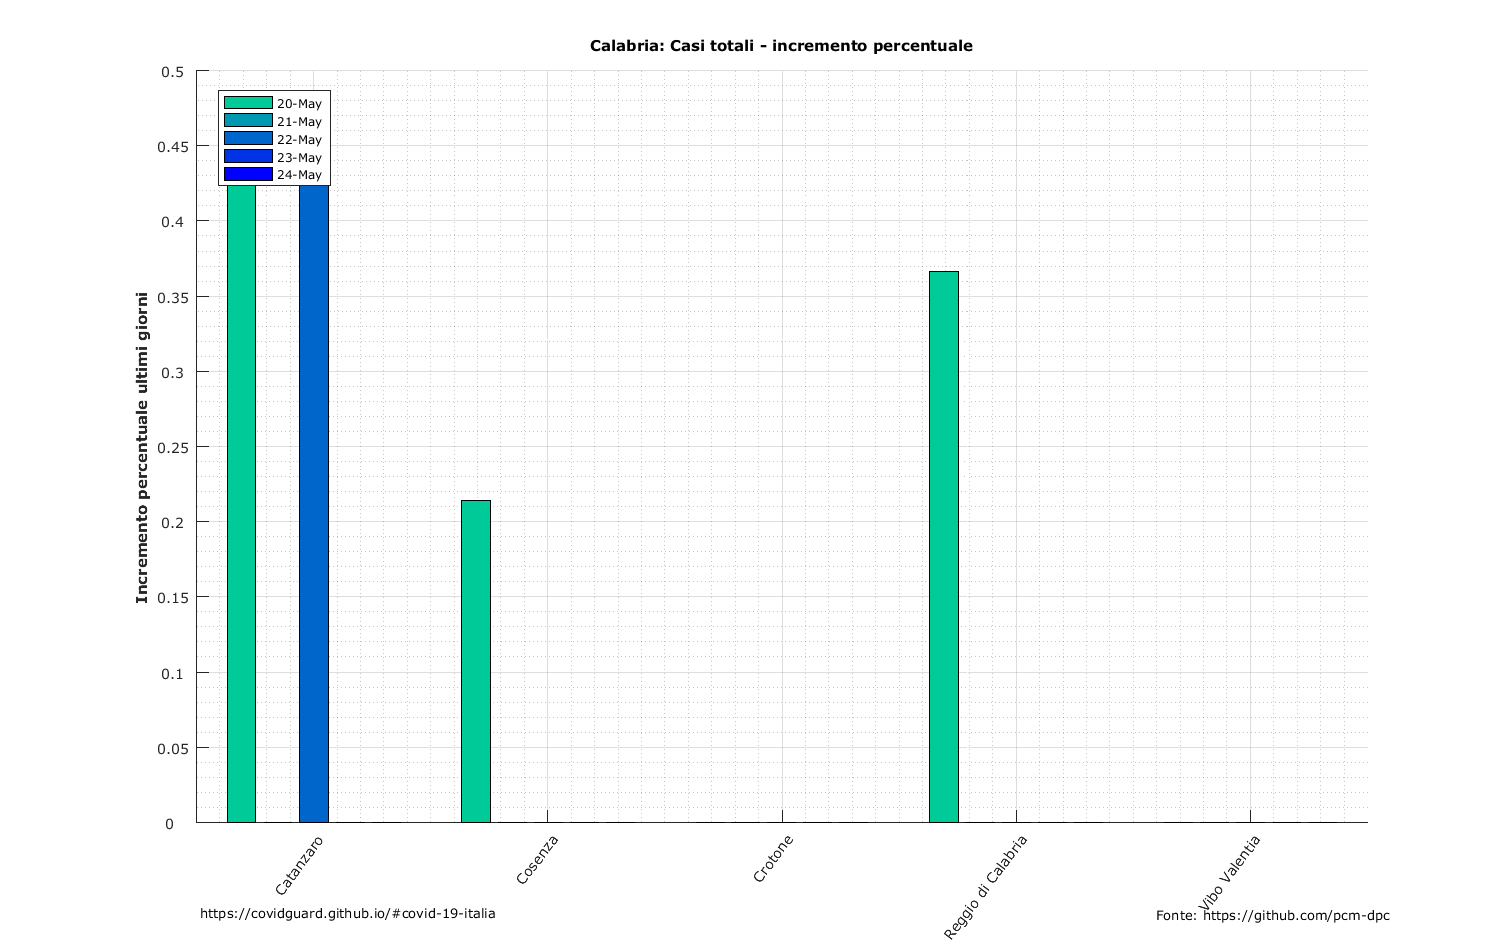 Calabria: Casi totali - incremento percentuale
0.5
0.45
0.4
0.35
0.3
0.25
0.2
0.15
0.1
0.05
0
Incremento percentuale ultimi giorni
20-May
21-May
22-May
23-May
24-May
Catanzaro
Cosenza
Crotone
Reggio di Calabria
Vibo Valentia
https://covidguard.github.io/#covid-19-italia
Fonte: https://github.com/pcm-dpc